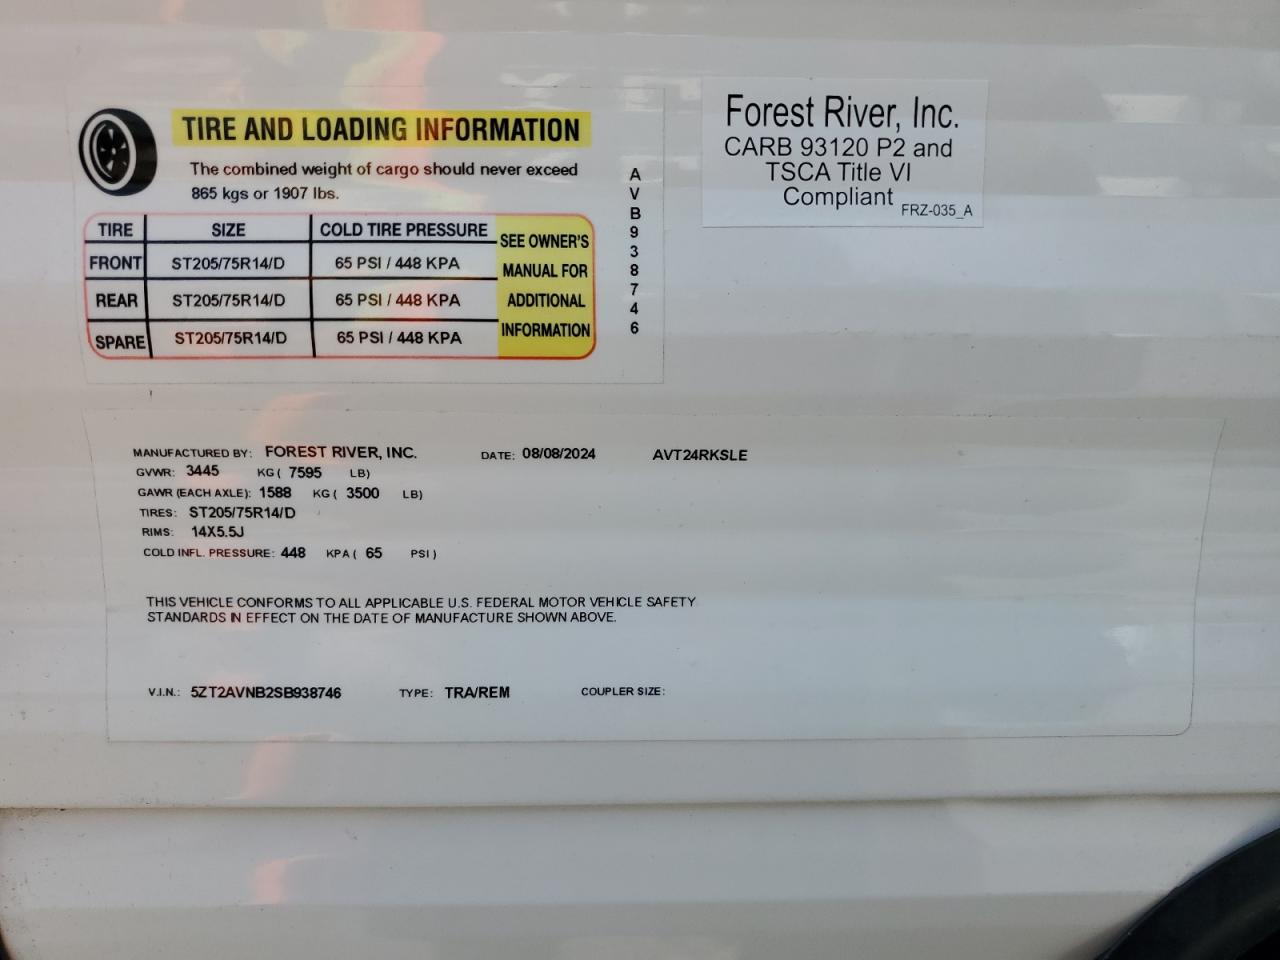 TIRE AND LOADING INFORMATION
The combined weight of cargo should never exceed
865 kgs or 1907 lbs.
TIRE SIZE COLD TIRE PRESSURE
FRONT ST205/75R14/D 65 PSI / 448 KPA
REAR ST205/75R14/D 65 PSI / 448 KPA
SPARE ST205/75R14/D 65 PSI / 448 KPA
SEE OWNER'S
MANUAL FOR
ADDITIONAL
INFORMATION
AVB938746
Forest River, Inc.
CARB 93120 P2 and
TSCA Title VI
Compliant
FRZ-035_A
MANUFACTURED BY: FOREST RIVER, INC. DATE: 08/08/2024 AVT24RKSLE
GVWR: 3445 KG ( 7595 LB)
GAWR (EACH AXLE): 1588 KG ( 3500 LB)
TIRES: ST205/75R14/D
RIMS: 14X5.5J
COLD INFL. PRESSURE: 448 KPA ( 65 PSI )
THIS VEHICLE CONFORMS TO ALL APPLICABLE U.S. FEDERAL MOTOR VEHICLE SAFETY
STANDARDS IN EFFECT ON THE DATE OF MANUFACTURE SHOWN ABOVE.
V.I.N.: 5ZT2AVNB2SB938746 TYPE: TRA/REM COUPLER SIZE: